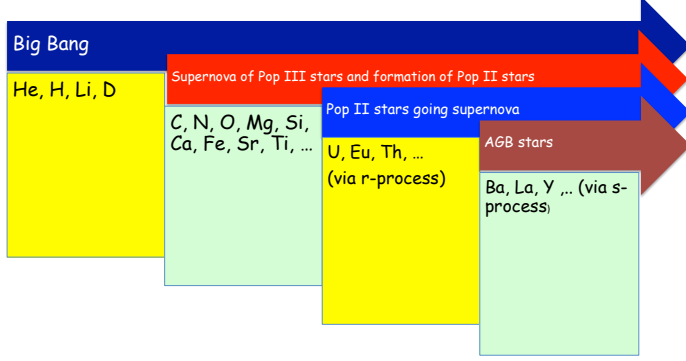 Big Bang
He, H, Li, D
Supernova of Pop III stars and formation of Pop II stars
C, N, O, Mg, Si,
Ca, Fe, Sr, Ti, ...
Pop II stars going supernova
U, Eu, Th, ...
(via r-process)
AGB stars
Ba, La, Y ,.. (via s-
process)